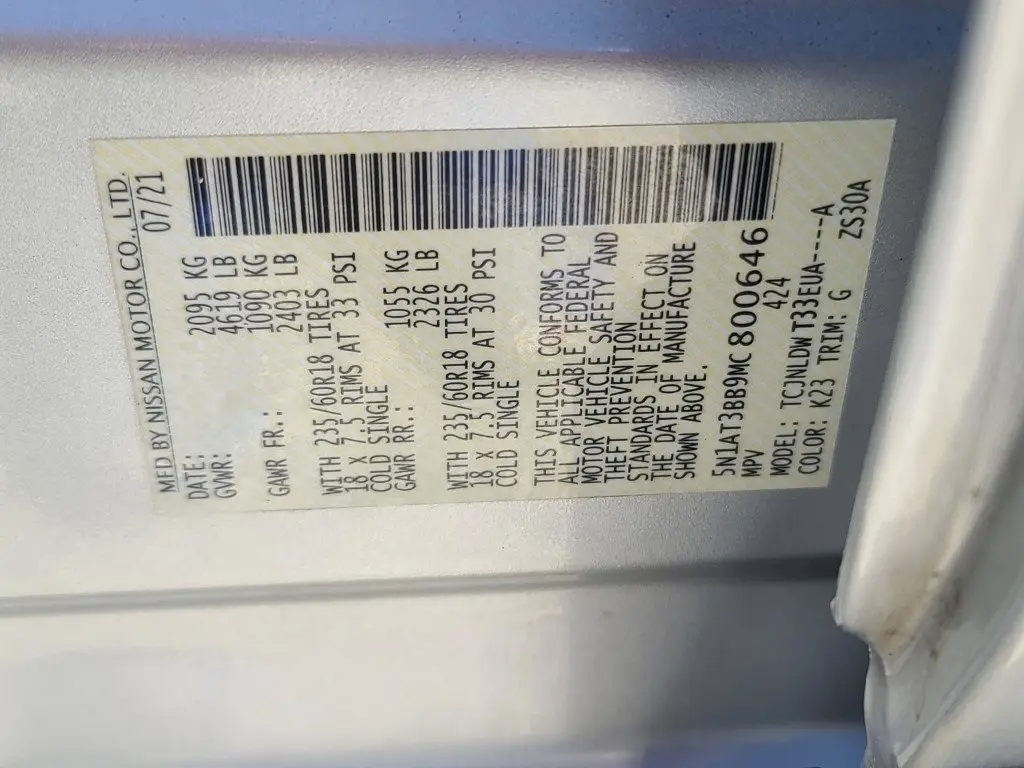 MFD BY NISSAN MOTOR CO., LTD.
DATE: 07/21
GVWR: 2095 KG
4619 LB
GAWR FR.: 1090 KG
2403 LB
WITH 235/60R18 TIRES
18 X 7.5 RIMS AT 33 PSI
COLD SINGLE
GAWR RR.: 1055 KG
2326 LB
WITH 235/60R18 TIRES
18 X 7.5 RIMS AT 30 PSI
COLD SINGLE
THIS VEHICLE CONFORMS TO
ALL APPLICABLE FEDERAL
MOTOR VEHICLE SAFETY AND
THEFT PREVENTION
STANDARDS IN EFFECT ON
THE DATE OF MANUFACTURE
SHOWN ABOVE.
5N1AT3BB9MC800646
MPV 424
MODEL: TCJNLDWT33EUA----A
COLOR: K23 TRIM: G ZS30A